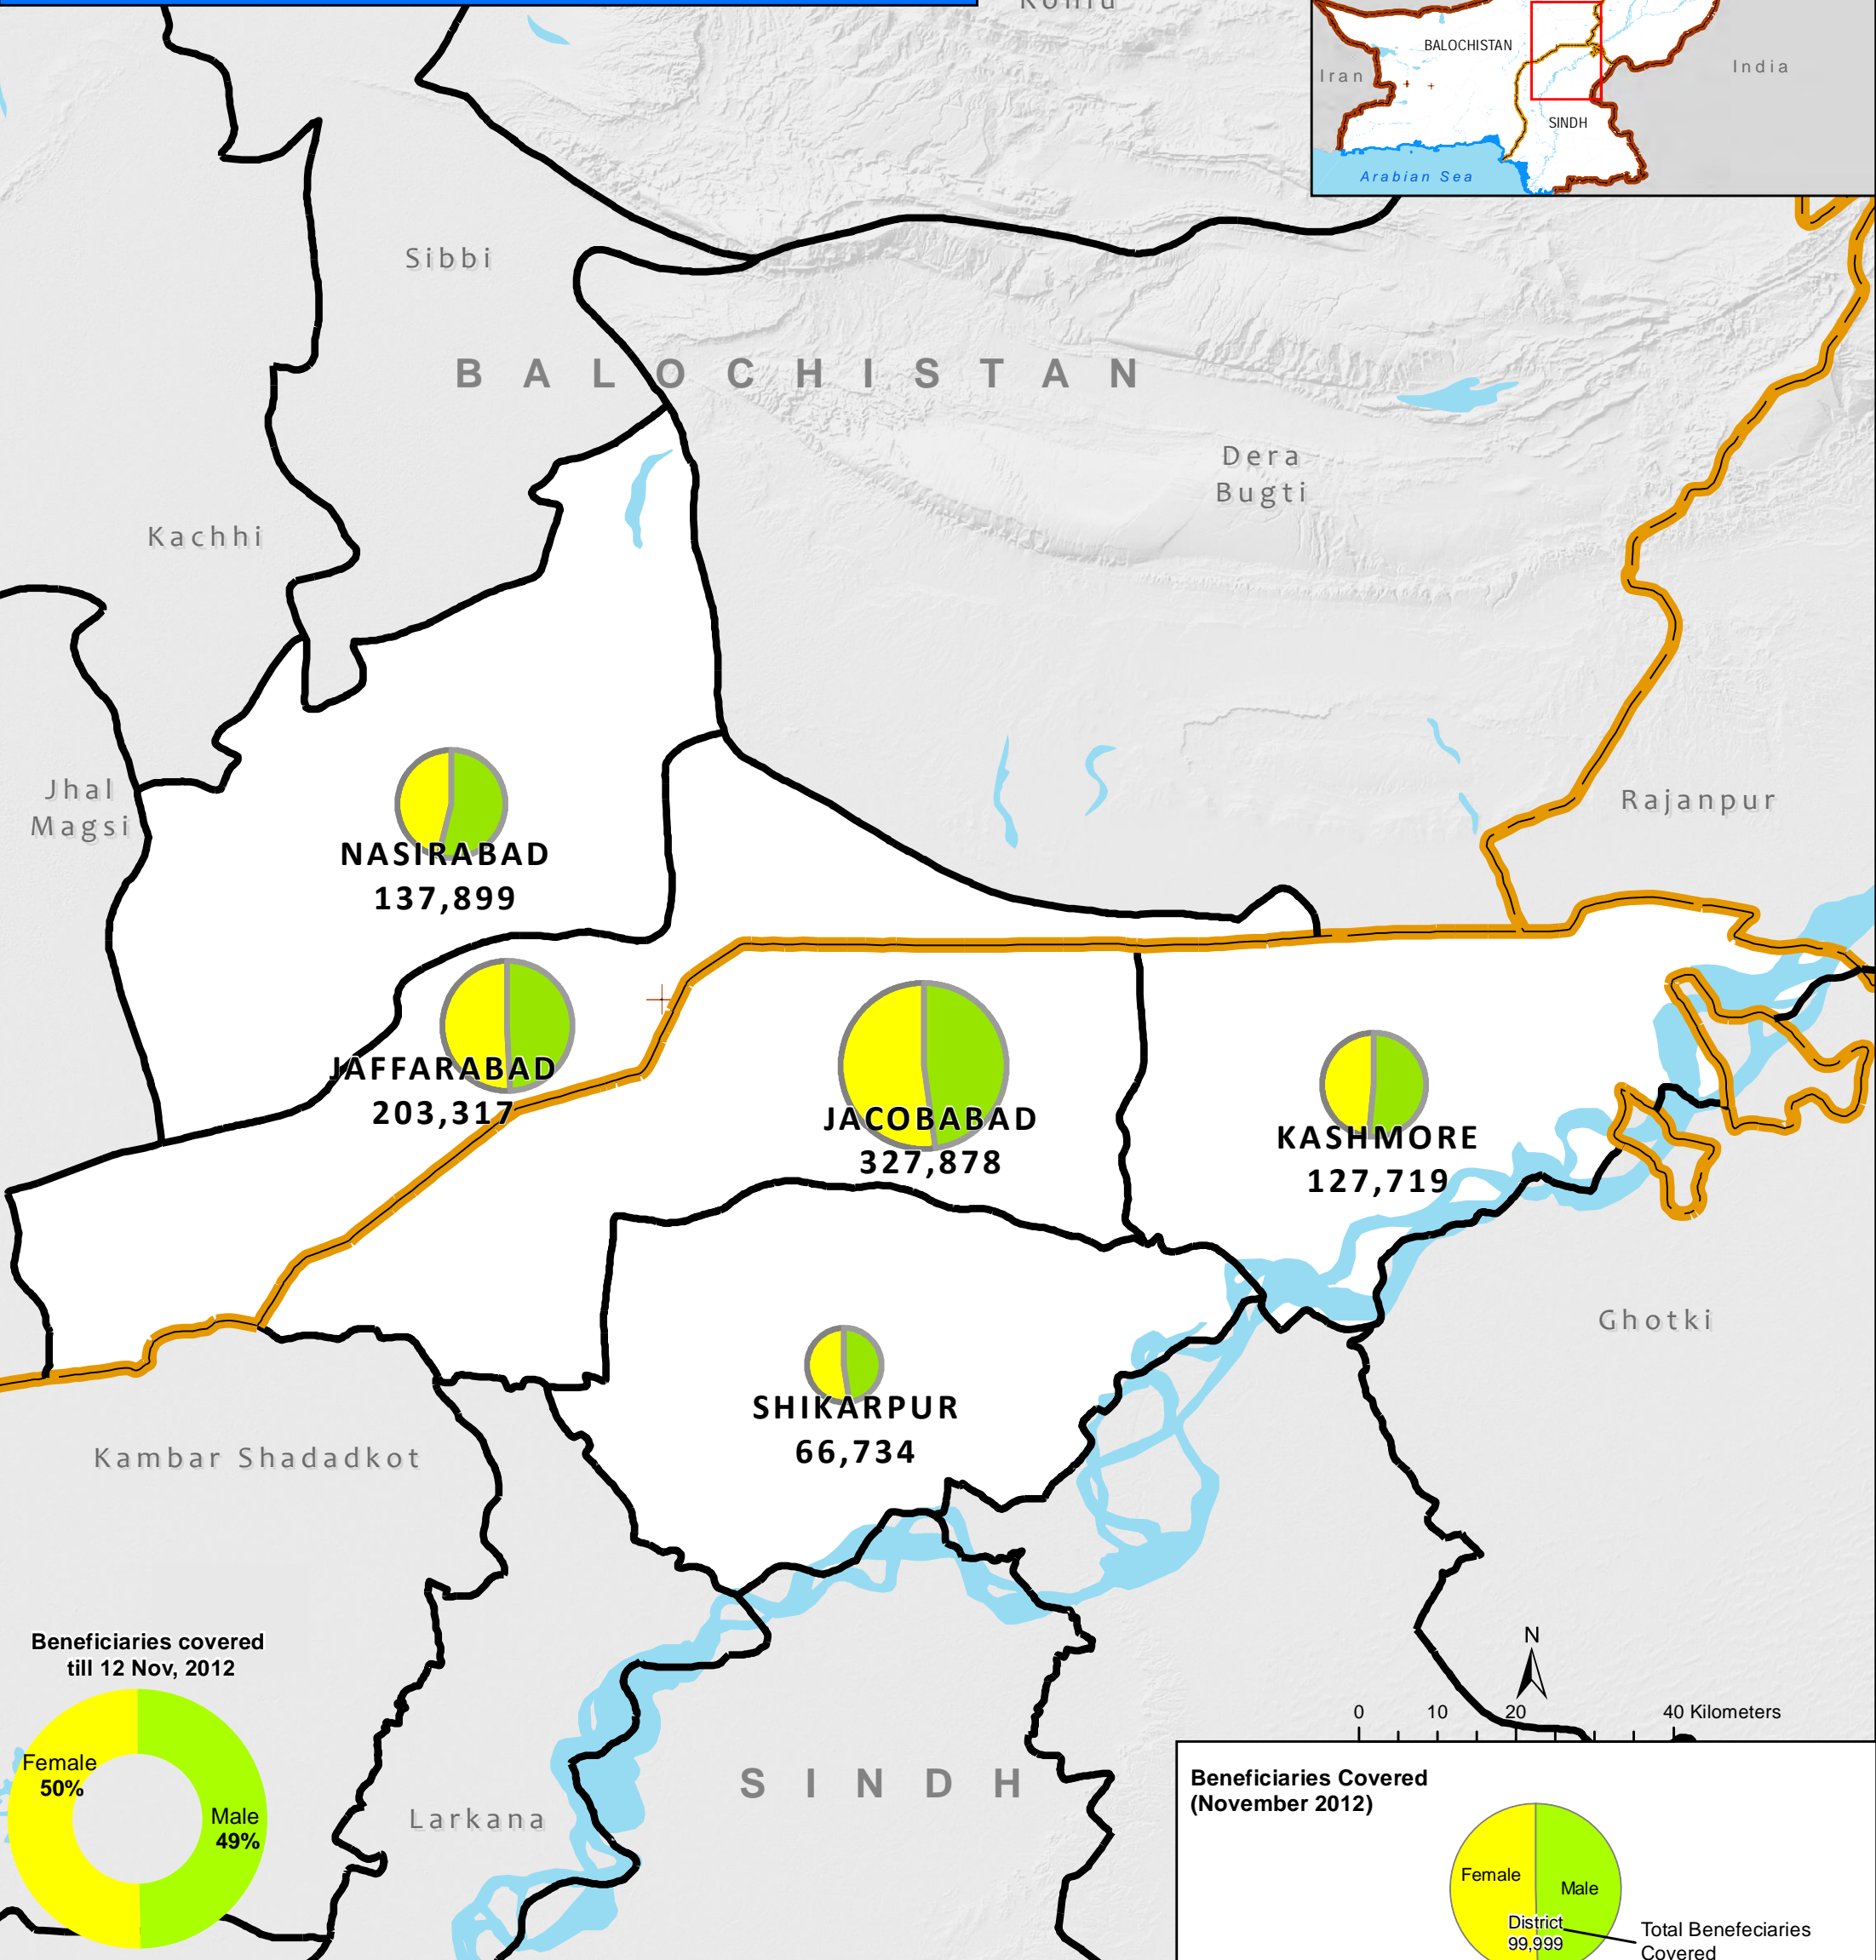 BALOCHISTAN
Iran
India
SINDH
Arabian Sea
Sibbi
BALOCHISTAN
Dera
Bugti
Kachhi
Jhal
Magsi
Rajanpur
NASIRABAD
137,899
JAFFARABAD
203,317
JACOBABAD
327,878
KASHMORE
127,719
Ghotki
SHIKARPUR
66,734
Kambar Shadadkot
Beneficiaries covered
till 12 Nov, 2012
Female
50%
Male
49%
Larkana
SINDH
N
0 10 20 40 Kilometers
Beneficiaries Covered
(November 2012)
Female
Male
District
99,999
Total Benefeciaries
Covered